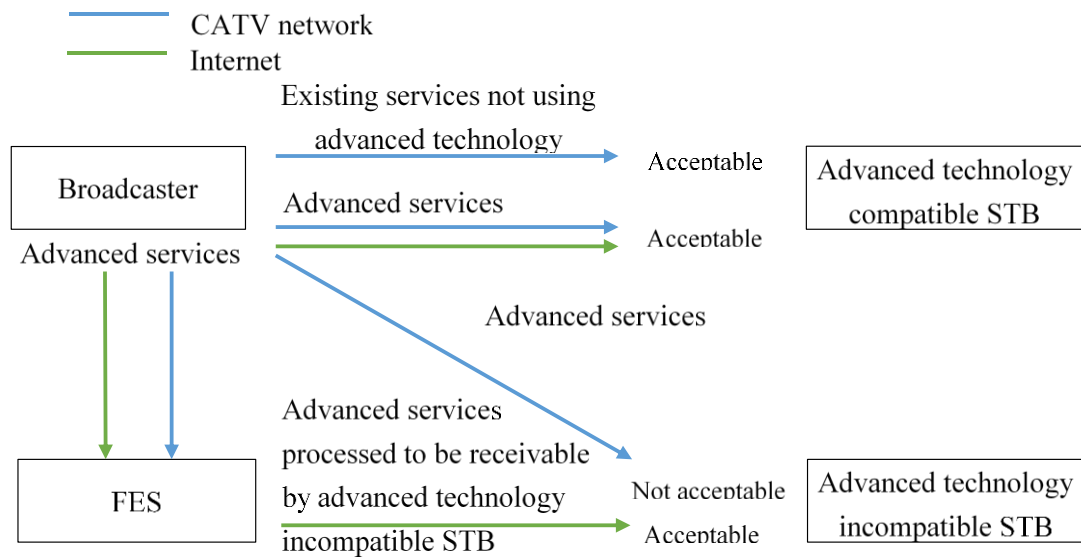 CATV network
Internet
Existing services not using
advanced technology
Broadcaster
Acceptable
Advanced technology
compatible STB
Advanced services
Acceptable
Advanced services
Advanced services
Advanced services
processed to be receivable
by advanced technology
incompatible STB
FES
Not acceptable
Acceptable
Advanced technology
incompatible STB